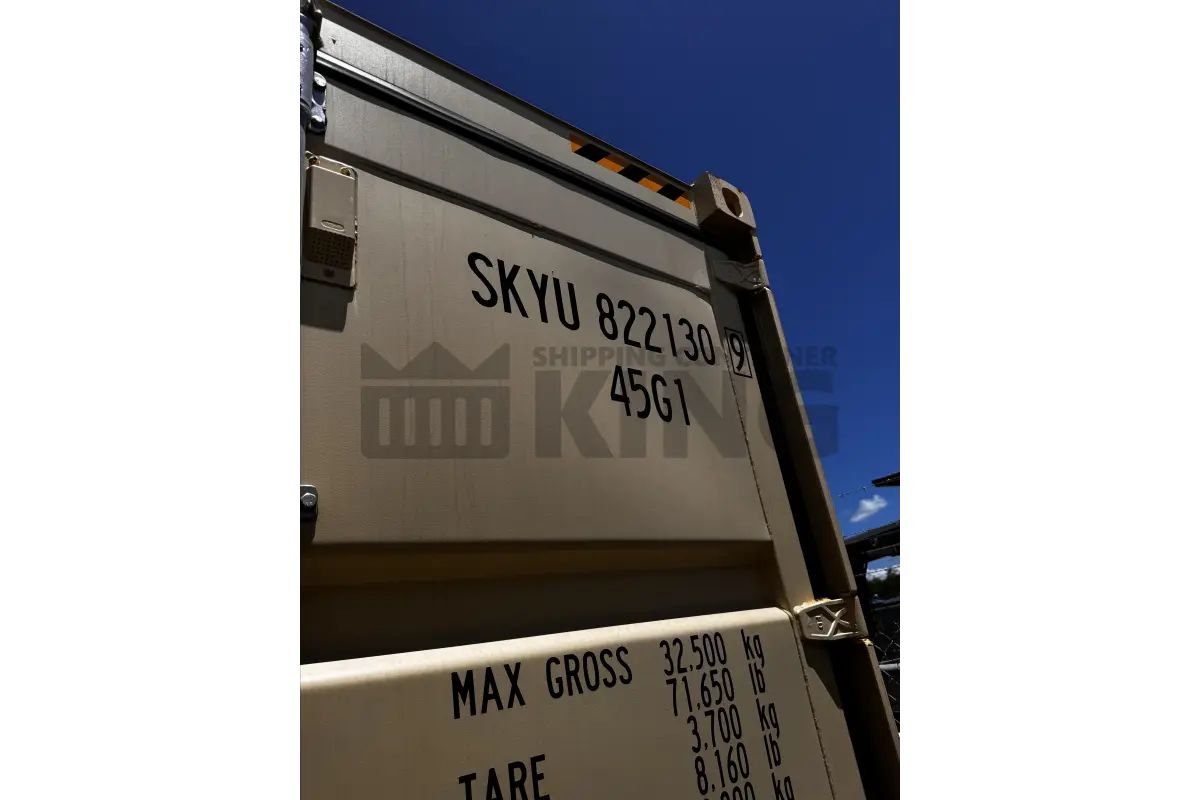 SKYU 822130 9
45G1
SHIPPING CONTAINER
KING
MAX GROSS 32,500 kg
71,650 lb
TARE 3,700 kg
8,160 lb
kg